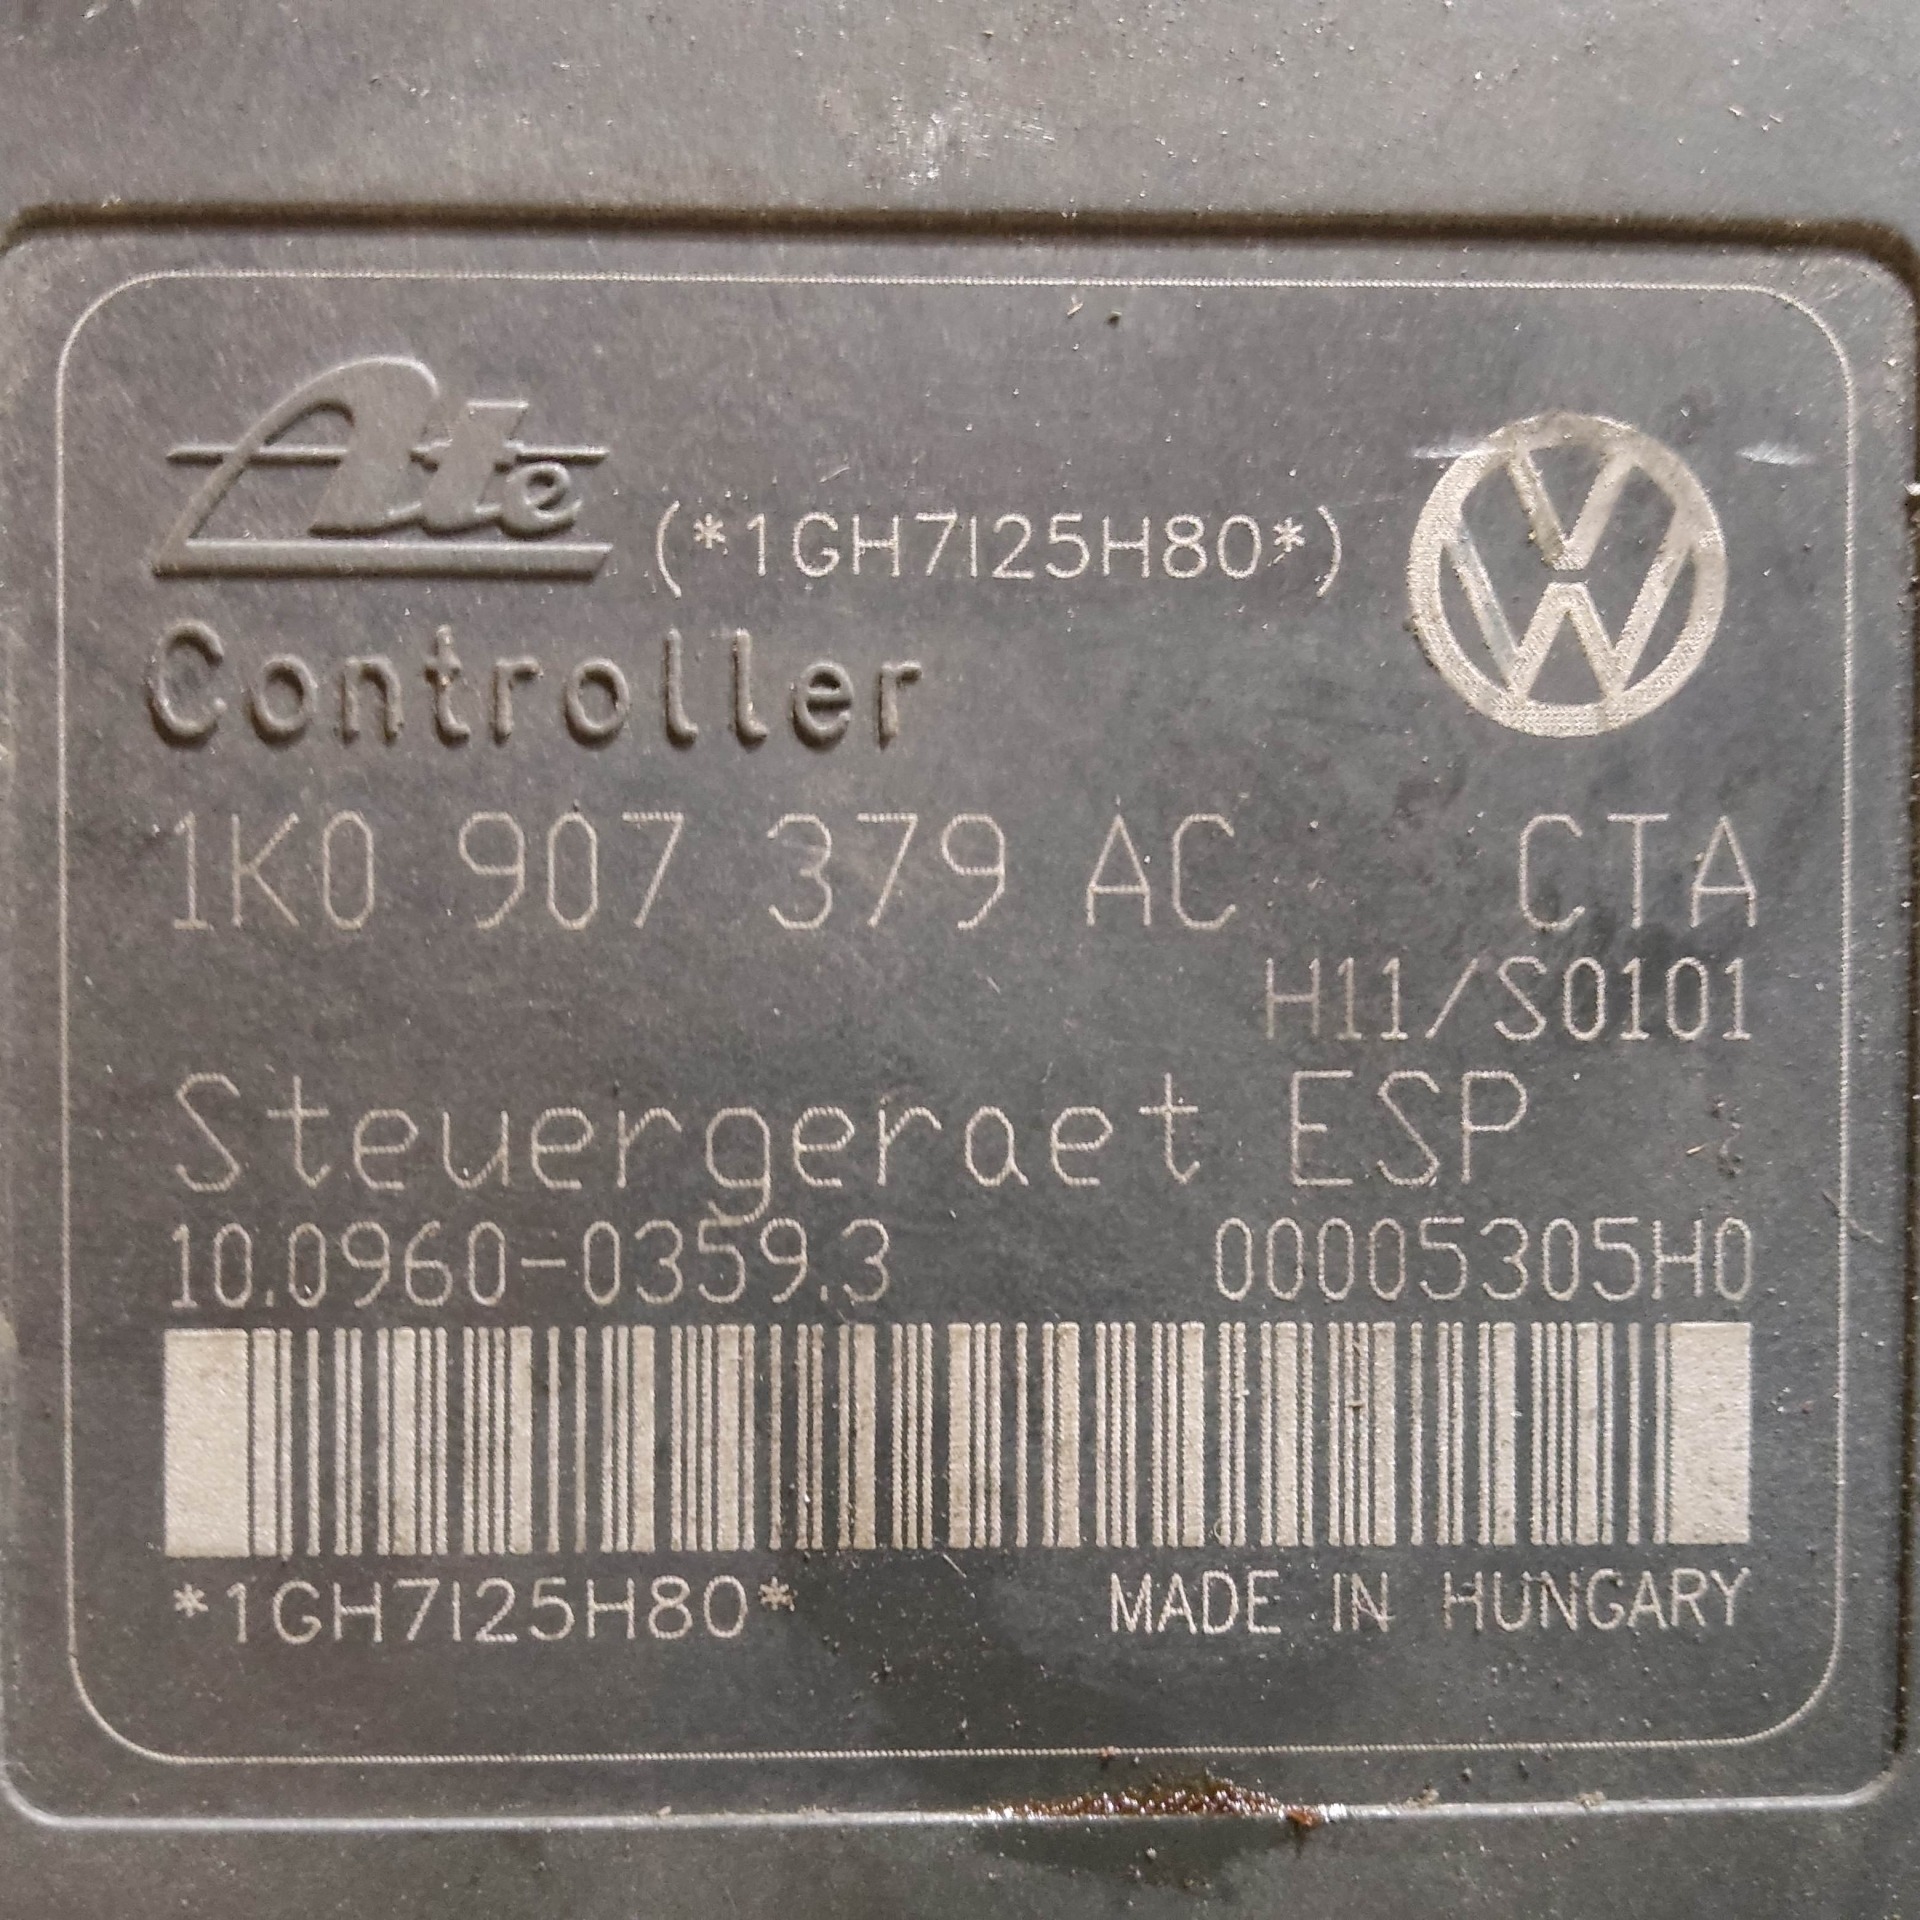 Ate (*1GH7I25H80*)
Controller
1K0 907 379 AC CTA
H11/S0101
Steuergeraet ESP
10.0960-0359.3 00005305H0
*1GH7I25H80* MADE IN HUNGARY